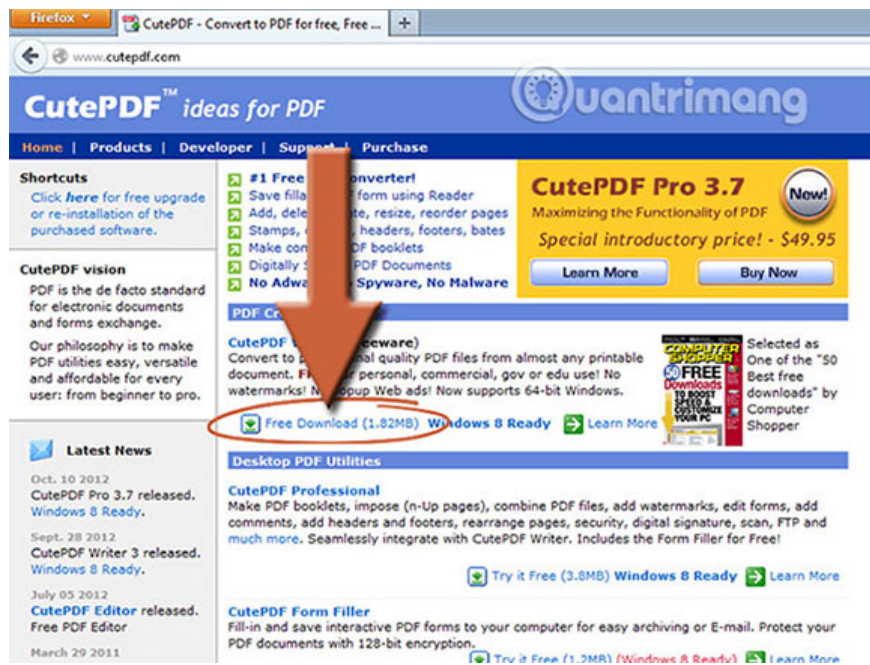 Firefox
CutePDF - Convert to PDF for free, Free ...
www.cutepdf.com
Quantrimang
CutePDF™ ideas for PDF
Home | Products | Developer | Support | Purchase
Shortcuts
Click here for free upgrade
or re-installation of the
purchased software.
CutePDF vision
PDF is the de facto standard
for electronic documents
and forms exchange.
Our philosophy is to make
PDF utilities easy, versatile
and affordable for every
user: from beginner to pro.
Latest News
Oct. 10 2012
CutePDF Pro 3.7 released.
Windows 8 Ready.
Sept. 28 2012
CutePDF Writer 3 released.
Windows 8 Ready.
July 05 2012
CutePDF Editor released.
Free PDF Editor
March 29 2011
#1 Free
Save PDF form using Reader
Add, resize, reorder pages
Stamps, headers, footers, bates
Make PDF booklets
Digitally PDF Documents
No Spyware, No Malware
CutePDF Pro 3.7
New!
Maximizing the Functionality of PDF
Special introductory price! - $49.95
Learn More
Buy Now
PDF
CutePDF
Convert to quality PDF files from almost any printable
document. personal, commercial, gov or edu use! No
watermarks! Web ads! Now supports 64-bit Windows.
Free Download (1.82MB) Windows 8 Ready Learn More
COMPUTER
SHOPPER
50 FREE
Downloads
TO BOOST
SPEED &
CUSTOMIZE
YOUR PC
Selected as
One of the "50
Best free
downloads" by
Computer
Shopper
Desktop PDF Utilities
CutePDF Professional
Make PDF booklets, impose (n-Up pages), combine PDF files, add watermarks, edit forms, add
comments, add headers and footers, rearrange pages, security, digital signature, scan, FTP and
much more. Seamlessly integrate with CutePDF Writer. Includes the Form Filler for Free!
Try it Free (3.8MB) Windows 8 Ready Learn More
CutePDF Form Filler
Fill-in and save interactive PDF forms to your computer for easy archiving or E-mail. Protect your
PDF documents with 128-bit encryption.
Try it Free (1.2MB) (Windows 8 Ready) Learn More